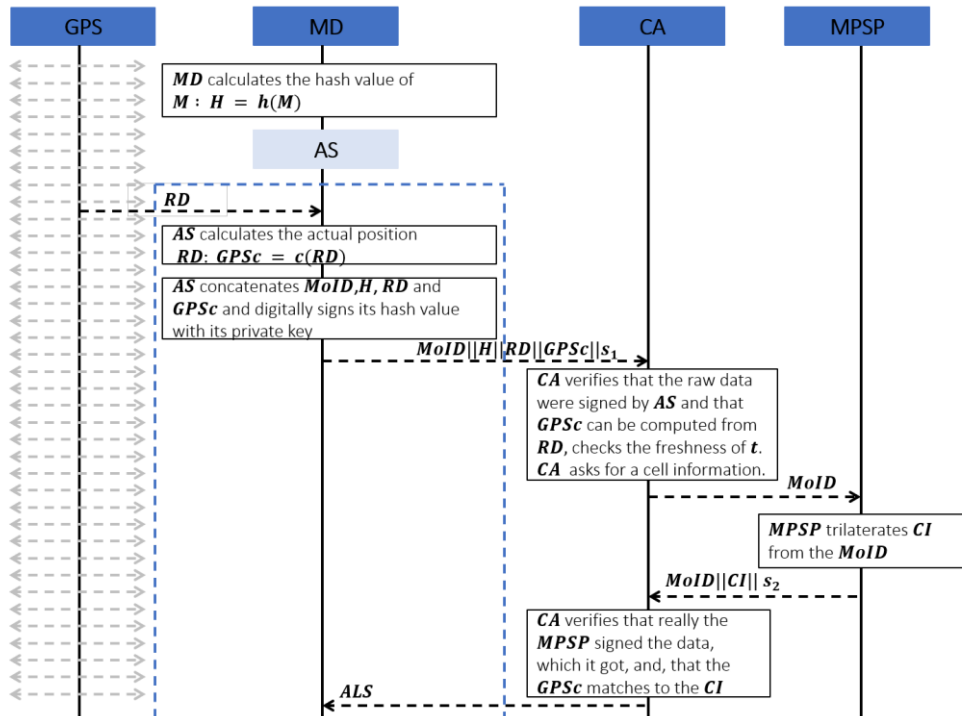 GPS
MD
CA
MPSP
MD calculates the hash value of
M : H = h(M)
AS
RD
AS calculates the actual position
RD: GPSc = c(RD)
AS concatenates MoID,H, RD and
GPSc and digitally signs its hash value
with its private key
MoID||H||RD||GPSc||s₁
CA verifies that the raw data
were signed by AS and that
GPSc can be computed from
RD, checks the freshness of t.
CA asks for a cell information.
MoID
MPSP trilaterates CI
from the MoID
MoID||CI|| s₂
CA verifies that really the
MPSP signed the data,
which it got, and, that the
GPSc matches to the CI
ALS